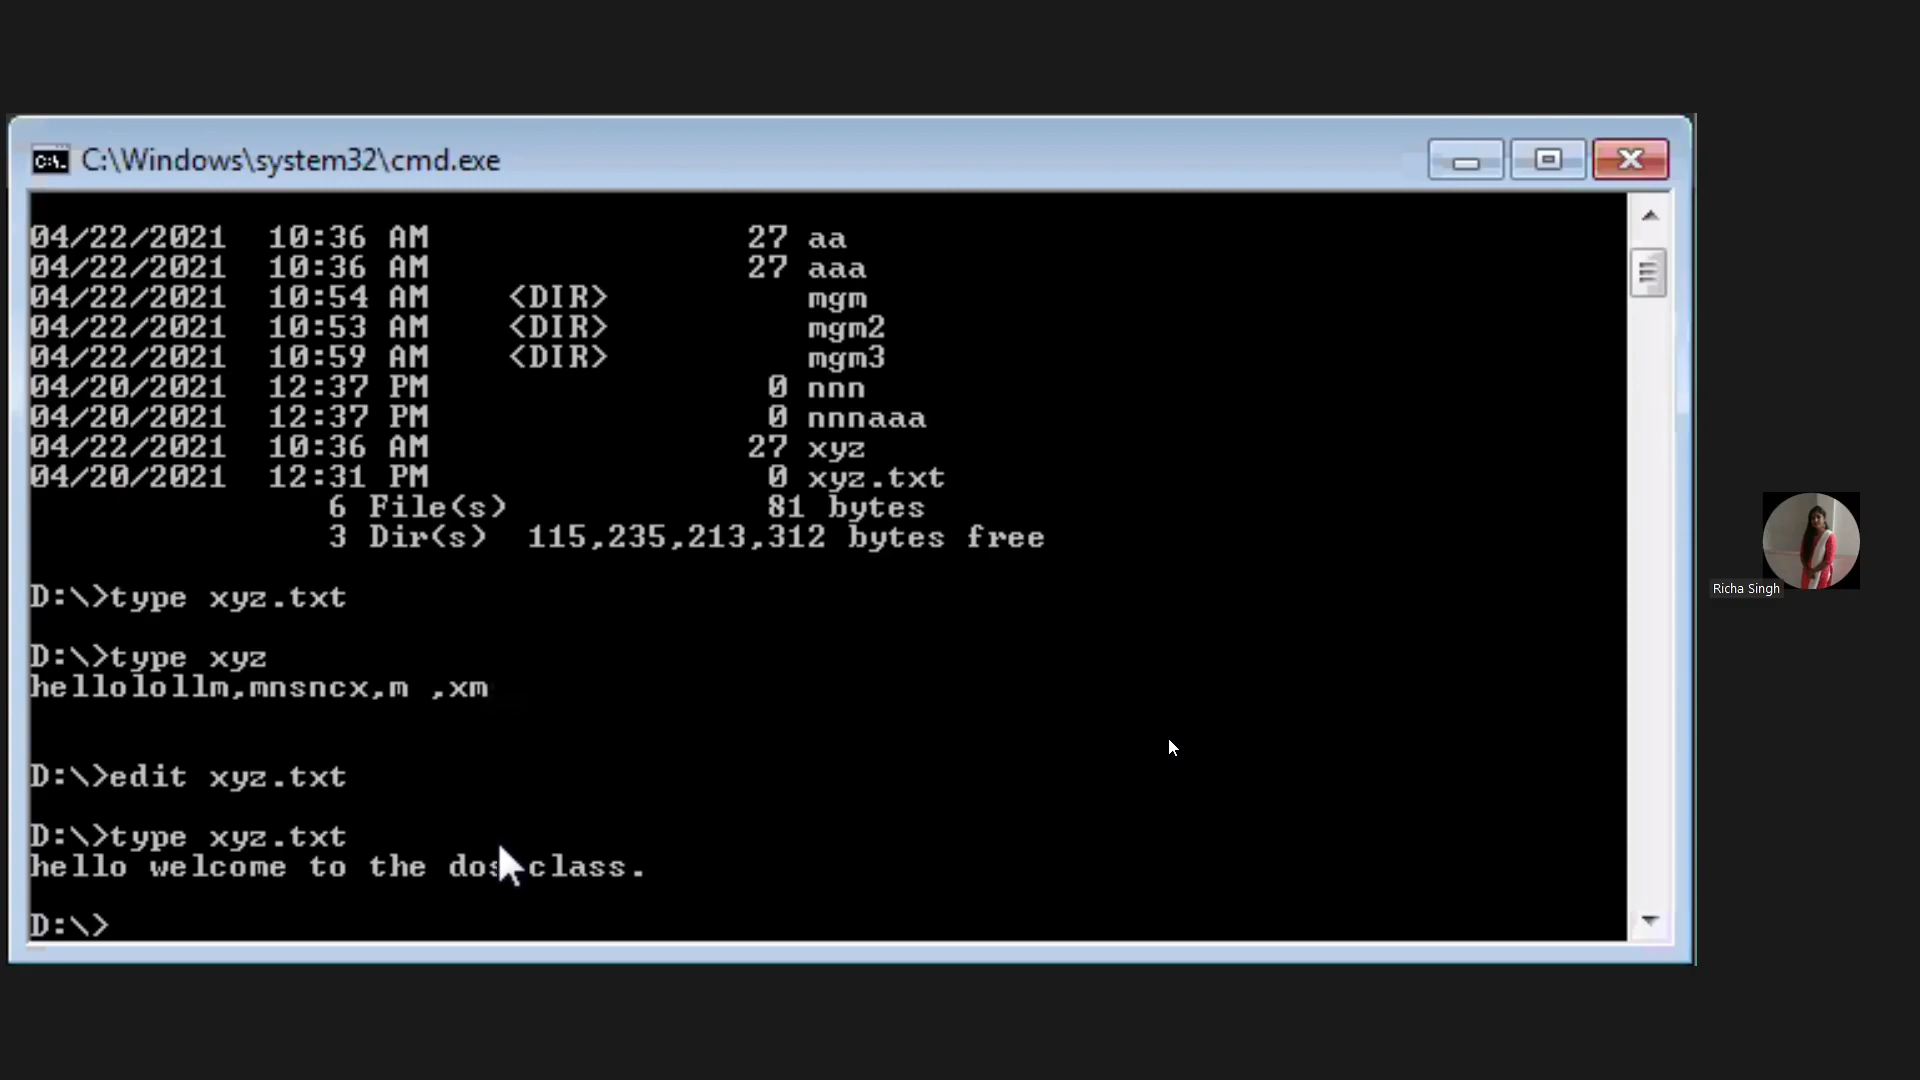 C:\Windows\system32\cmd.exe
04/22/2021  10:36 AM                27 aa
04/22/2021  10:36 AM                27 aaa
04/22/2021  10:54 AM    <DIR>          mgm
04/22/2021  10:53 AM    <DIR>          mgm2
04/22/2021  10:59 AM    <DIR>          mgm3
04/20/2021  12:37 PM                 0 nnn
04/20/2021  12:37 PM                 0 nnnaaa
04/22/2021  10:36 AM                27 xyz
04/20/2021  12:31 PM                 0 xyz.txt
6 File(s)             81 bytes
3 Dir(s)  115,235,213,312 bytes free
D:\>type xyz.txt
D:\>type xyz
hellolollm,mnsncx,m ,xm
D:\>edit xyz.txt
D:\>type xyz.txt
hello welcome to the dos class.
D:\>
Richa Singh